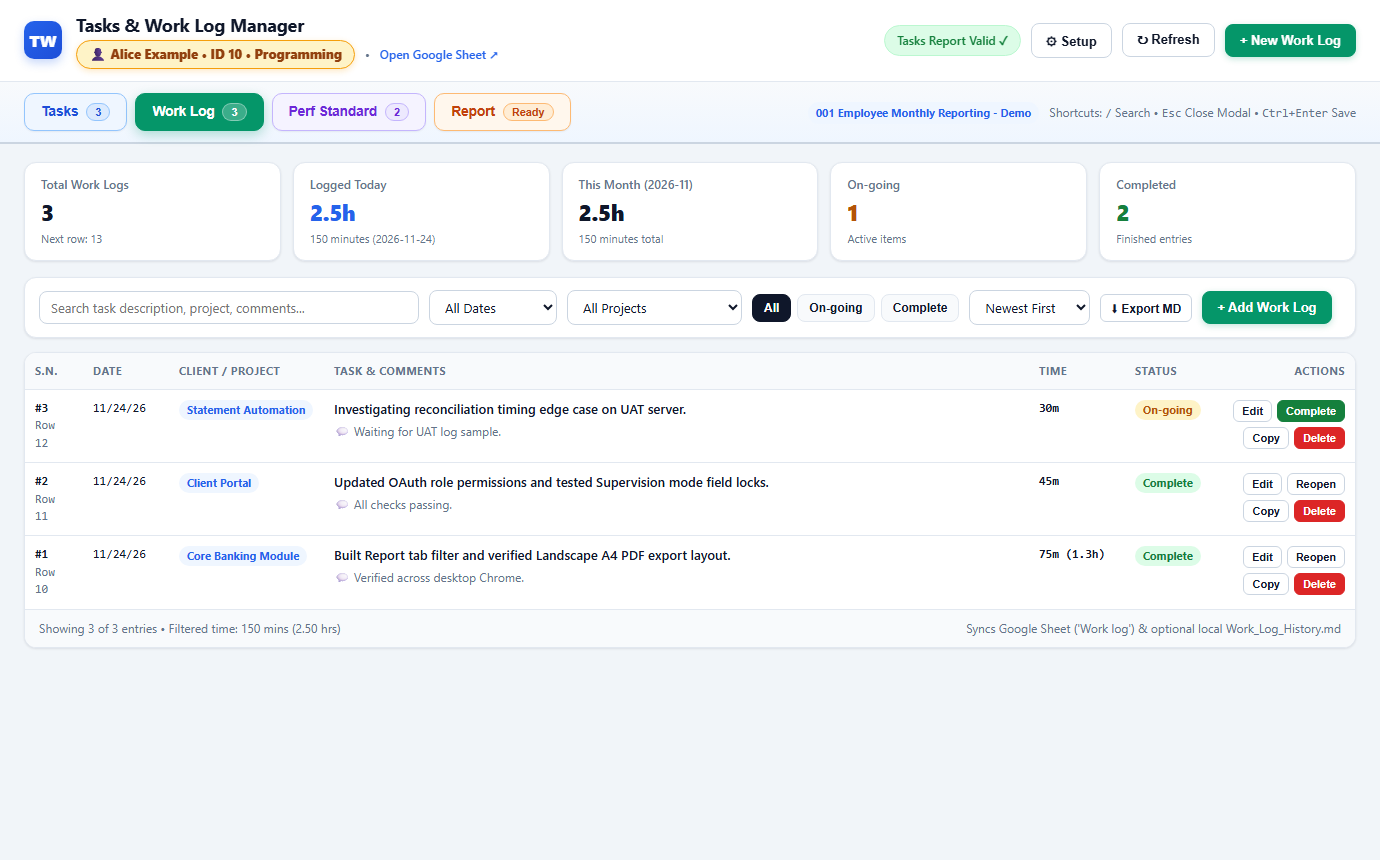 TW
Tasks & Work Log Manager
👤 Alice Example • ID 10 • Programming • Open Google Sheet ↗
Tasks Report Valid ✓
⚙ Setup
↻ Refresh
+ New Work Log
Tasks 3
Work Log 3
Perf Standard 2
Report Ready
001 Employee Monthly Reporting - Demo
Shortcuts: / Search • Esc Close Modal • Ctrl+Enter Save
Total Work Logs
3
Next row: 13
Logged Today
2.5h
150 minutes (2026-11-24)
This Month (2026-11)
2.5h
150 minutes total
On-going
1
Active items
Completed
2
Finished entries
Search task description, project, comments...
All Dates
All Projects
All
On-going
Complete
Newest First
⬇ Export MD
+ Add Work Log
S.N. DATE CLIENT / PROJECT TASK & COMMENTS TIME STATUS ACTIONS
#3 Row 12
11/24/26
Statement Automation
Investigating reconciliation timing edge case on UAT server.
💬 Waiting for UAT log sample.
30m
On-going
Edit Complete
Copy Delete
#2 Row 11
11/24/26
Client Portal
Updated OAuth role permissions and tested Supervision mode field locks.
💬 All checks passing.
45m
Complete
Edit Reopen
Copy Delete
#1 Row 10
11/24/26
Core Banking Module
Built Report tab filter and verified Landscape A4 PDF export layout.
💬 Verified across desktop Chrome.
75m (1.3h)
Complete
Edit Reopen
Copy Delete
Showing 3 of 3 entries • Filtered time: 150 mins (2.50 hrs)
Syncs Google Sheet ('Work log') & optional local Work_Log_History.md